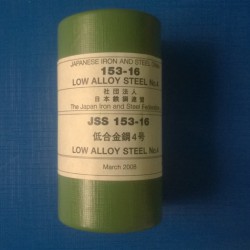 JAPANESE IRON AND STEEL
153-16
LOW ALLOY STEEL No.4
社団法人
日本鉄鋼連盟
The Japan Iron and Steel Federation
JSS 153-16
低合金鋼4号
LOW ALLOY STEEL No.4
March 2008